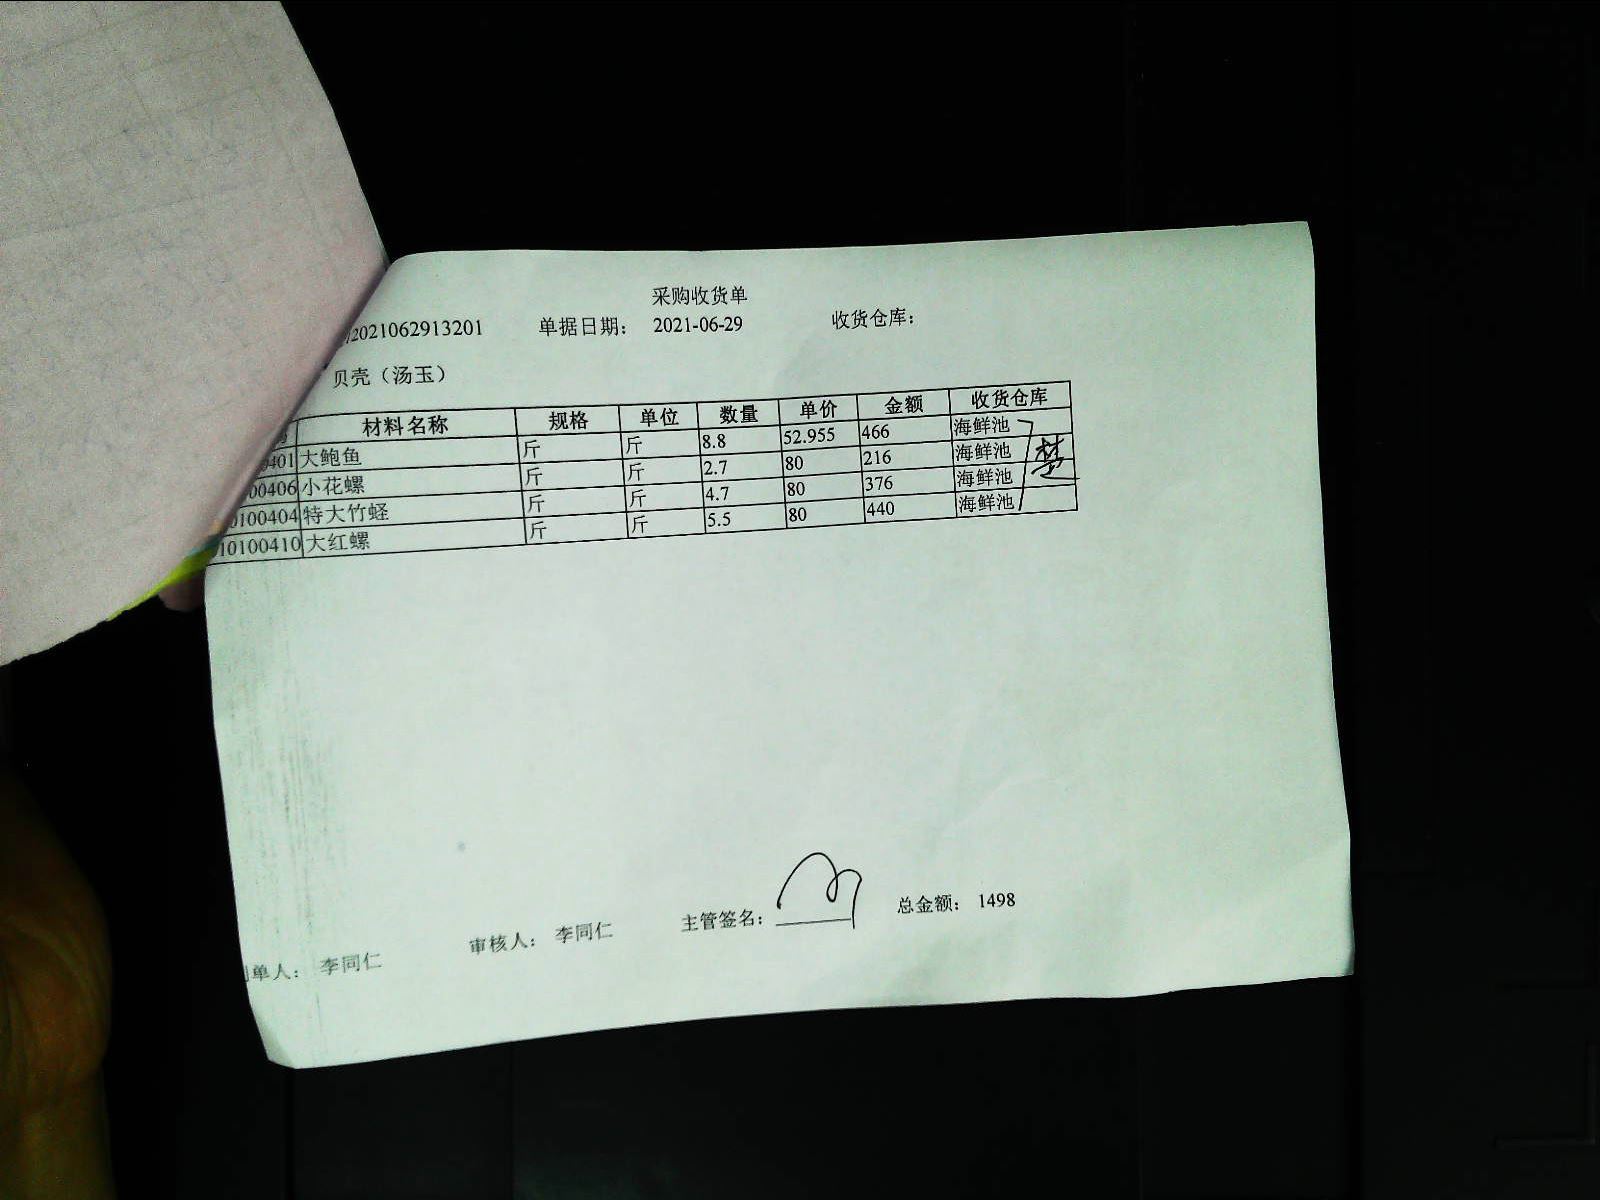 采购收货单
2021062913201 单据日期： 2021-06-29 收货仓库：
贝壳（汤玉）
材料名称 规格 单位 数量 单价 金额 收货仓库
0401 大鲍鱼 斤 斤 8.8 52.955 466 海鲜池
00406 小花螺 斤 斤 2.7 80 216 海鲜池
0100404 特大竹蛏 斤 斤 4.7 80 376 海鲜池
10100410 大红螺 斤 斤 5.5 80 440 海鲜池
单人： 李同仁 审核人： 李同仁 主管签名： 总金额： 1498